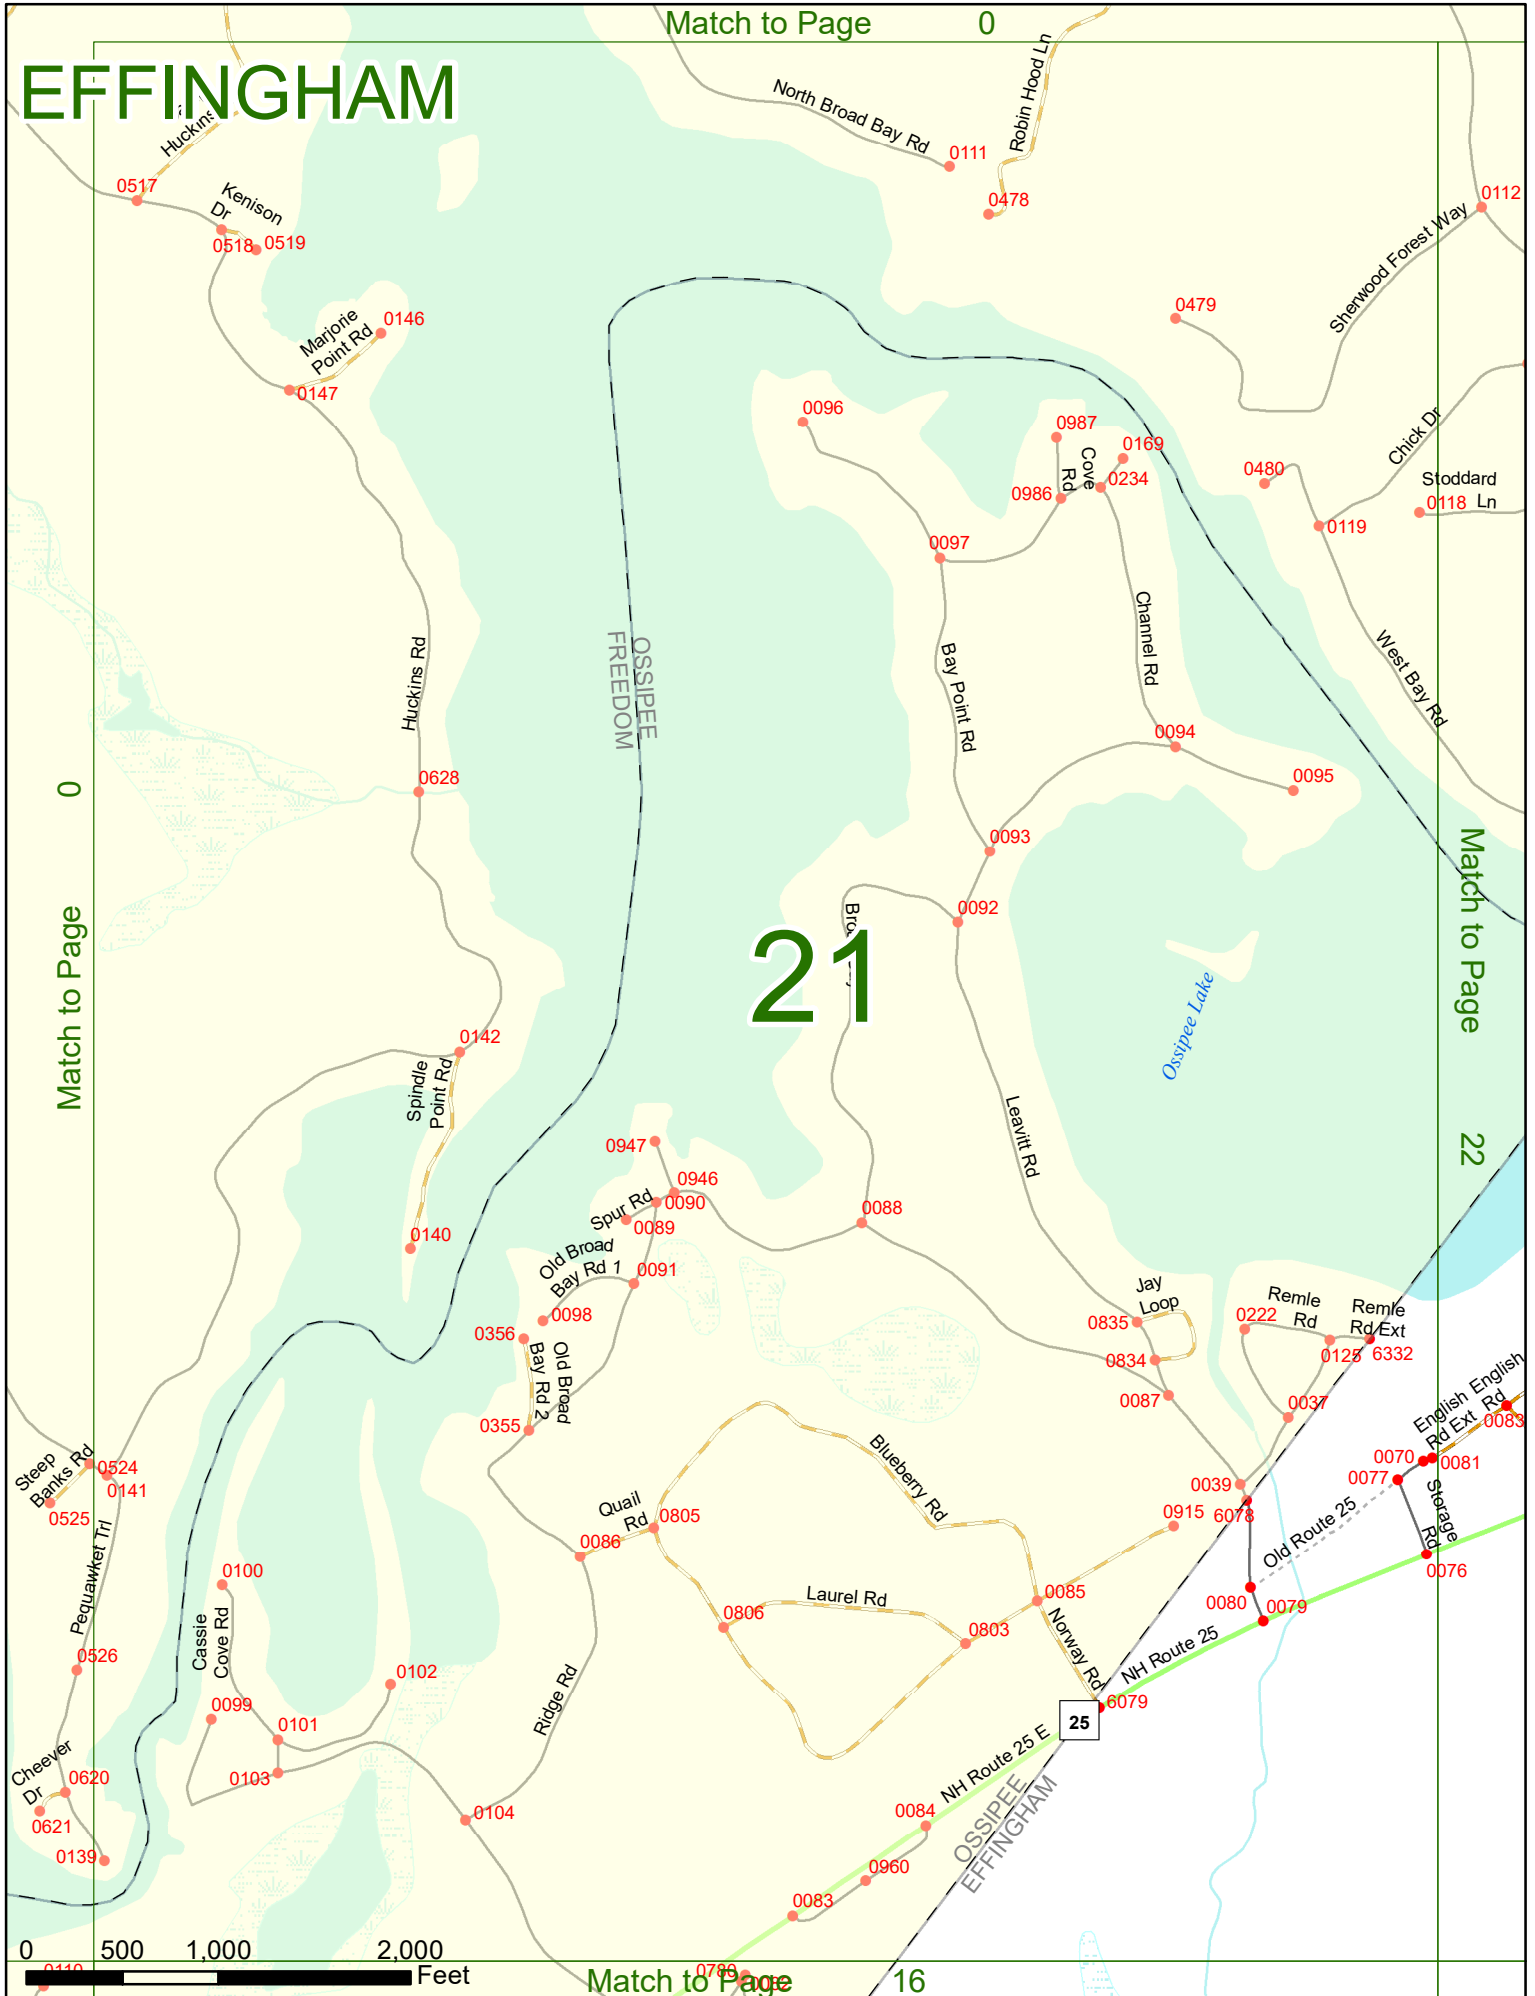 Match to Page 0
EFFINGHAM
Huckins
North Broad Bay Rd
Robin Hood Ln
0111
0478
0517
Kenison
Dr
0518
0519
0112
Sherwood Forest Way
Marjorie
Point Rd
0146
0147
0479
0096
0987
0169
Cove
Rd
0986
0234
0480
Chick Dr
Stoddard
Ln
0118
0119
0097
Huckins Rd
FREEDOM
OSSIPEE
Bay Point Rd
Channel Rd
West Bay Rd
0094
0095
0628
0
Match to Page
0093
0092
21
Ossipee Lake
Match to Page
22
0142
Spindle
Point Rd
Leavitt Rd
0947
0946
0090
Spur Rd
0089
0088
0140
Old Broad
Bay Rd 1
0091
0098
0356
Old Broad
Bay Rd 2
0355
Jay
Loop
0835
0834
0087
Remle
Rd
0222
Remle
Rd Ext
0125
6332
0037
English
Rd Ext
English
Rd
0083
0070
0081
0077
Storage
Rd
0076
Steep
Banks Rd
0524
0141
0525
Blueberry Rd
Quail
Rd
0805
0086
0039
6078
0915
Old Route 25
Pequawket Trl
0100
Cassie
Cove Rd
Laurel Rd
0806
0803
0085
0080
0079
Norway Rd
NH Route 25
0526
0102
0099
0101
Ridge Rd
6079
25
Cheever
Dr
0620
0621
0103
0104
NH Route 25 E
0084
OSSIPEE
EFFINGHAM
0139
0960
0083
0 500 1,000 2,000
Feet
0110
0789
0082
Match to Page 16